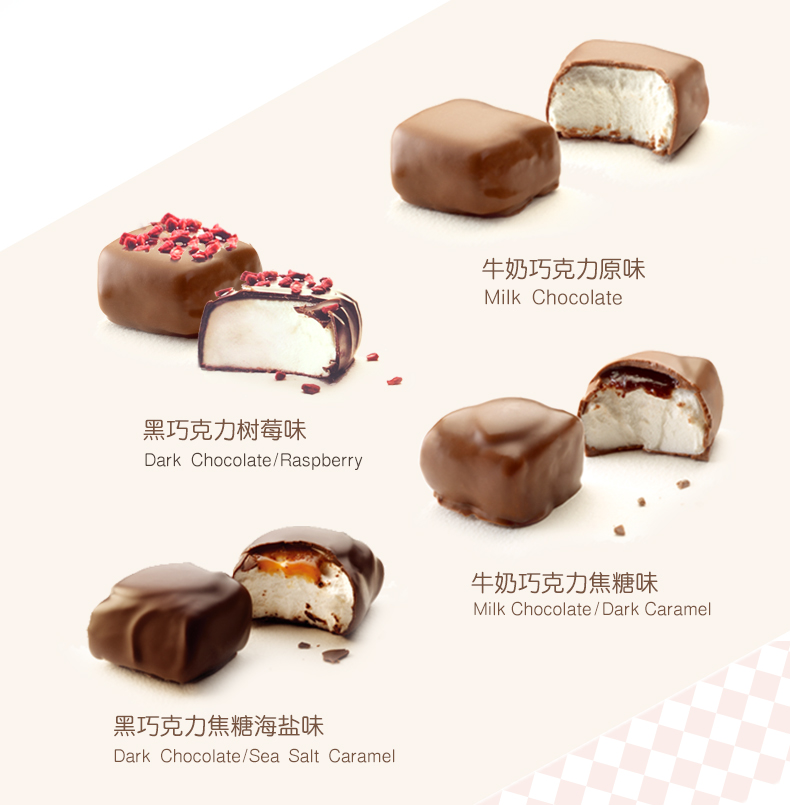 牛奶巧克力原味
Milk Chocolate
黑巧克力树莓味
Dark Chocolate/Raspberry
牛奶巧克力焦糖味
Milk Chocolate/Dark Caramel
黑巧克力焦糖海盐味
Dark Chocolate/Sea Salt Caramel